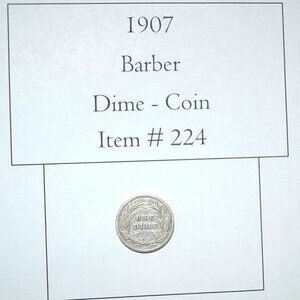 1907
Barber
Dime - Coin
Item # 224
ONE
DIME